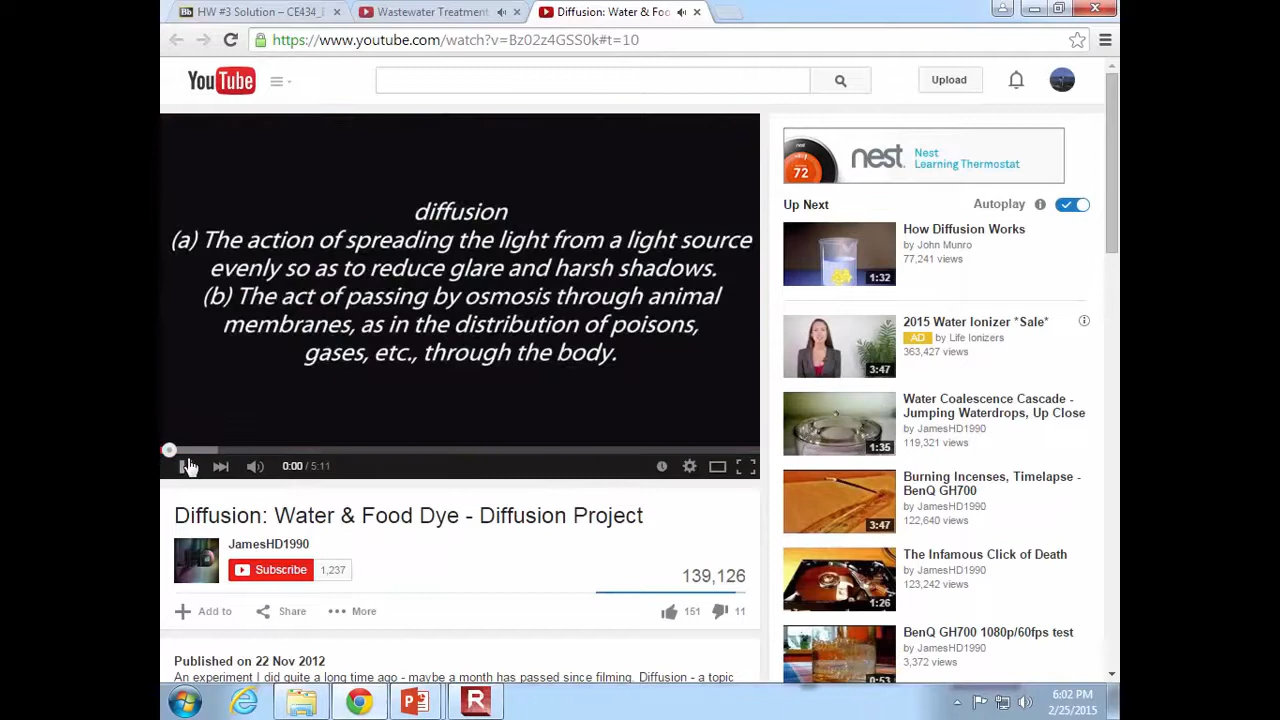 HW #3 Solution – CE434_
Wastewater Treatment
Diffusion: Water & Foo
https://www.youtube.com/watch?v=Bz02z4GSS0k#t=10
YouTube
Upload
diffusion
(a) The action of spreading the light from a light source
evenly so as to reduce glare and harsh shadows.
(b) The act of passing by osmosis through animal
membranes, as in the distribution of poisons,
gases, etc., through the body.
0:00 / 5:11
Diffusion: Water & Food Dye - Diffusion Project
JamesHD1990
Subscribe 1,237
139,126
Add to Share More 151 11
Published on 22 Nov 2012
An experiment I did quite a long time ago - maybe a month has passed since filming. Diffusion - a topic
nest
72
nest
Nest
Learning Thermostat
Up Next Autoplay
How Diffusion Works
by John Munro
77,241 views
1:32
2015 Water Ionizer *Sale*
AD by Life Ionizers
363,427 views
3:47
Water Coalescence Cascade -
Jumping Waterdrops, Up Close
by JamesHD1990
119,321 views
1:35
Burning Incenses, Timelapse -
BenQ GH700
by JamesHD1990
122,640 views
3:47
The Infamous Click of Death
by JamesHD1990
123,242 views
1:26
BenQ GH700 1080p/60fps test
by JamesHD1990
3,372 views
0:53
6:02 PM
2/25/2015